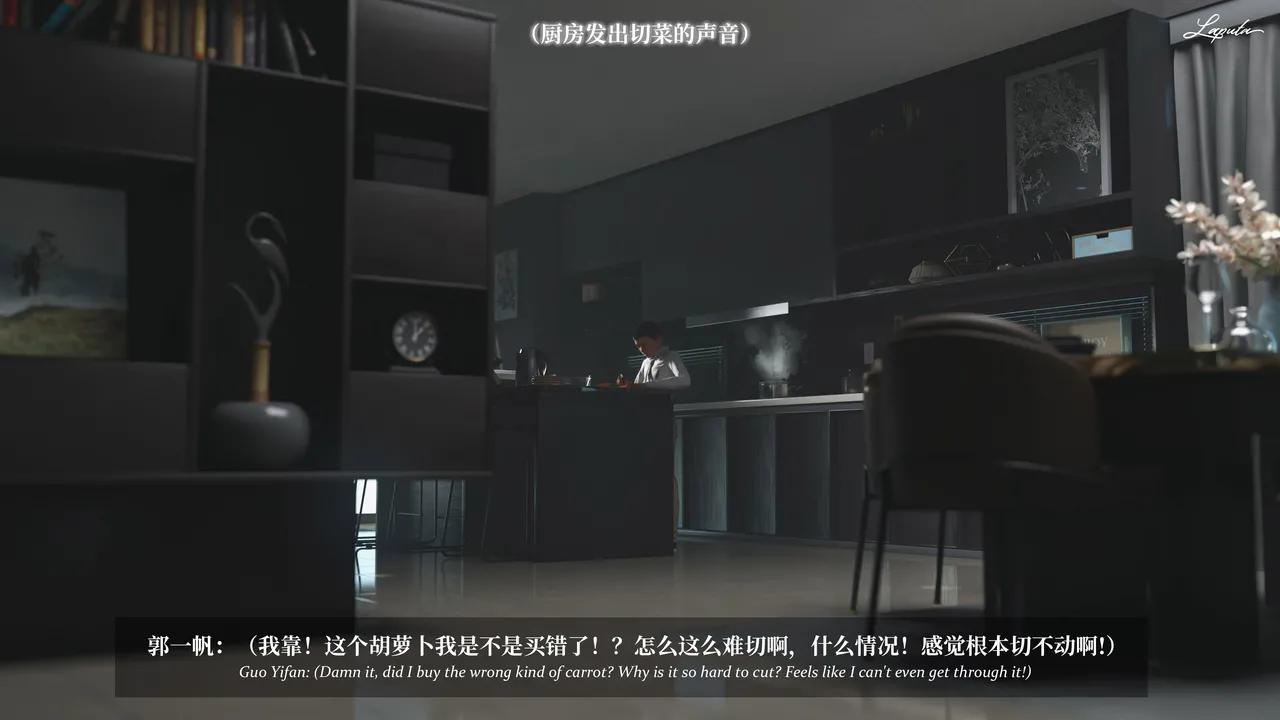 （厨房发出切菜的声音）
Laputa
郭一帆：（我靠！这个胡萝卜我是不是买错了！？怎么这么难切啊，什么情况！感觉根本切不动啊!）
Guo Yifan: (Damn it, did I buy the wrong kind of carrot? Why is it so hard to cut? Feels like I can't even get through it!)